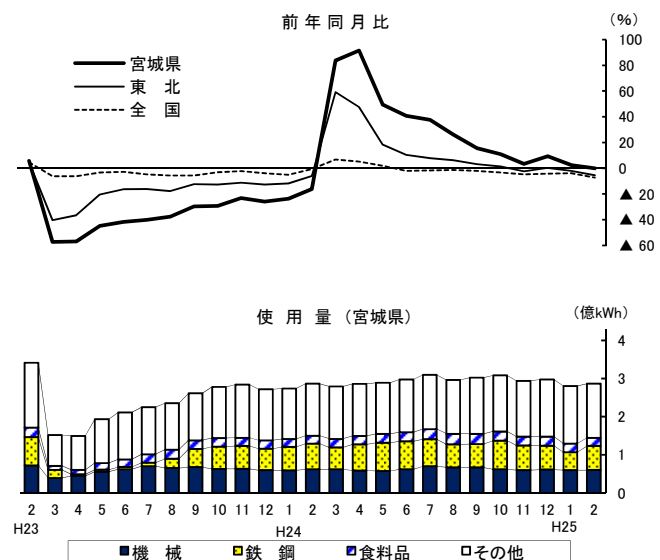 前年同月比
(%)
宮城県
東 北
全 国
100
80
60
40
20
0
▲ 20
▲ 40
▲ 60
使 用 量 (宮城県)
(億kWh)
4
3
2
1
0
2 3 4 5 6 7 8 9 10 11 12 1 2 3 4 5 6 7 8 9 10 11 12 1 2
H23 H24 H25
機 械 鉄 鋼 食料品 その他